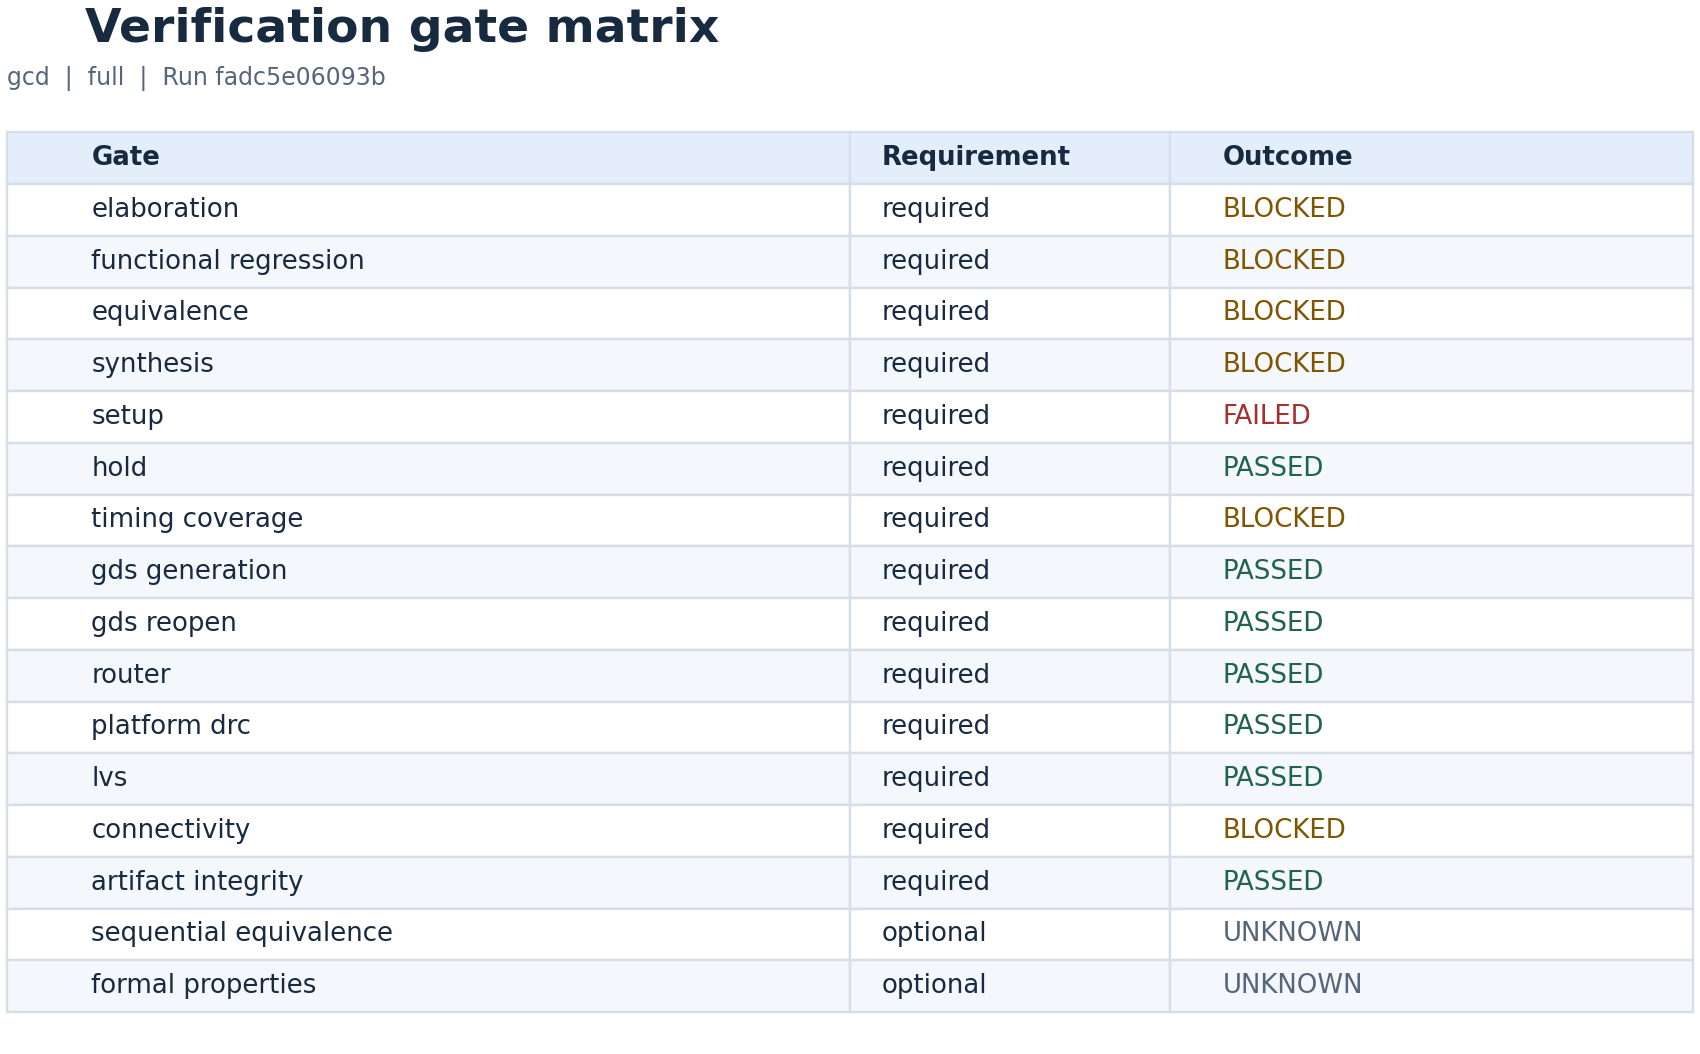 Verification gate matrix
gcd | full | Run fadc5e06093b
Gate Requirement Outcome
elaboration required BLOCKED
functional regression required BLOCKED
equivalence required BLOCKED
synthesis required BLOCKED
setup required FAILED
hold required PASSED
timing coverage required BLOCKED
gds generation required PASSED
gds reopen required PASSED
router required PASSED
platform drc required PASSED
lvs required PASSED
connectivity required BLOCKED
artifact integrity required PASSED
sequential equivalence optional UNKNOWN
formal properties optional UNKNOWN